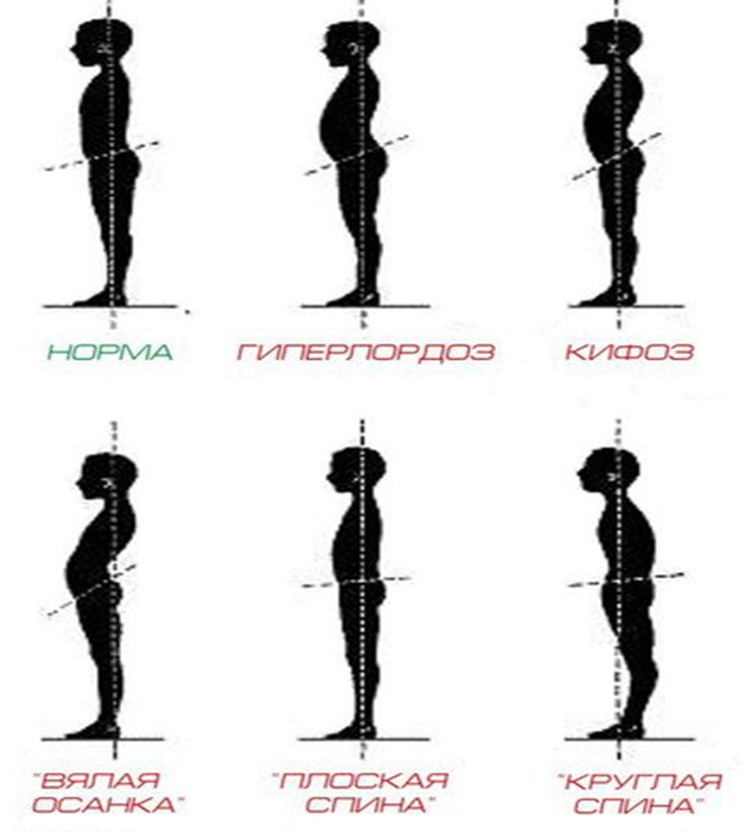 НОРМА
ГИПЕРЛОРДОЗ
КИФОЗ
"ВЯЛАЯ
ОСАНКА"
"ПЛОСКАЯ
СПИНА"
"КРУГЛАЯ
СПИНА"